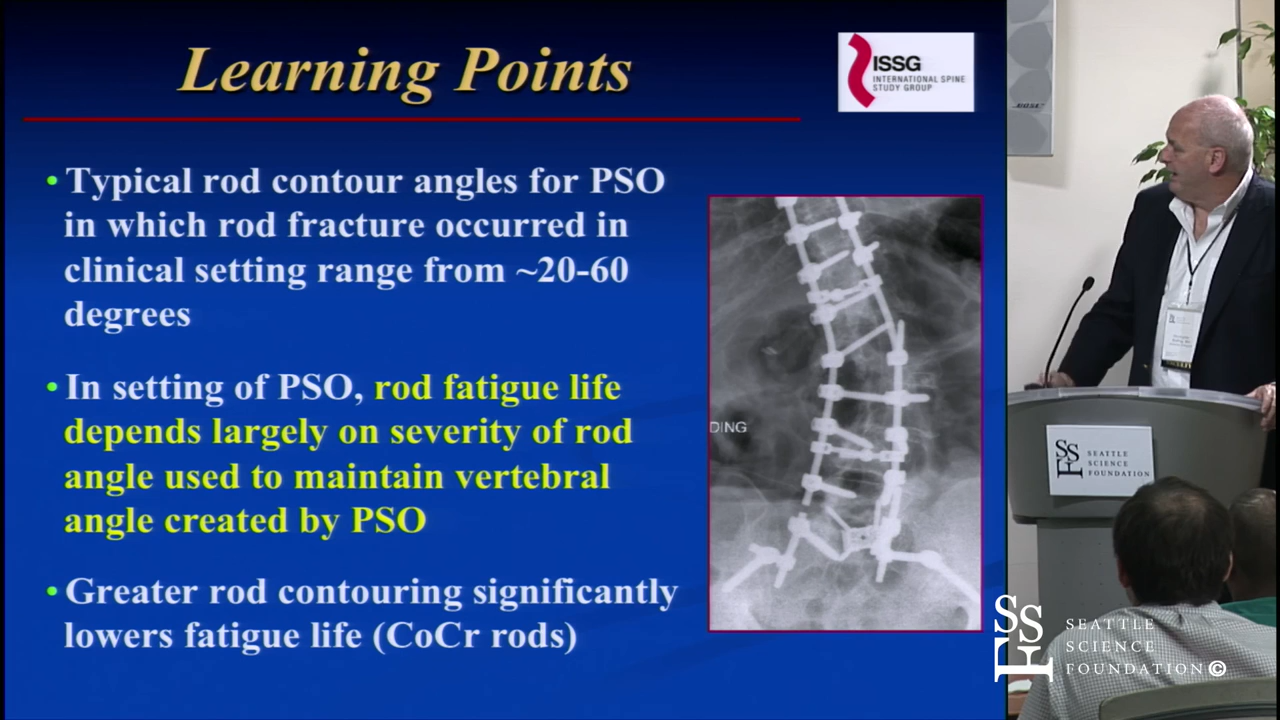 Learning Points
ISSG
INTERNATIONAL SPINE
STUDY GROUP
• Typical rod contour angles for PSO
in which rod fracture occurred in
clinical setting range from ~20-60
degrees
• In setting of PSO, rod fatigue life
depends largely on severity of rod
angle used to maintain vertebral
angle created by PSO
• Greater rod contouring significantly
lowers fatigue life (CoCr rods)
DING
BOSE
SSF
SEATTLE
SCIENCE
FOUNDATION
SSF
SEATTLE
SCIENCE
FOUNDATION©